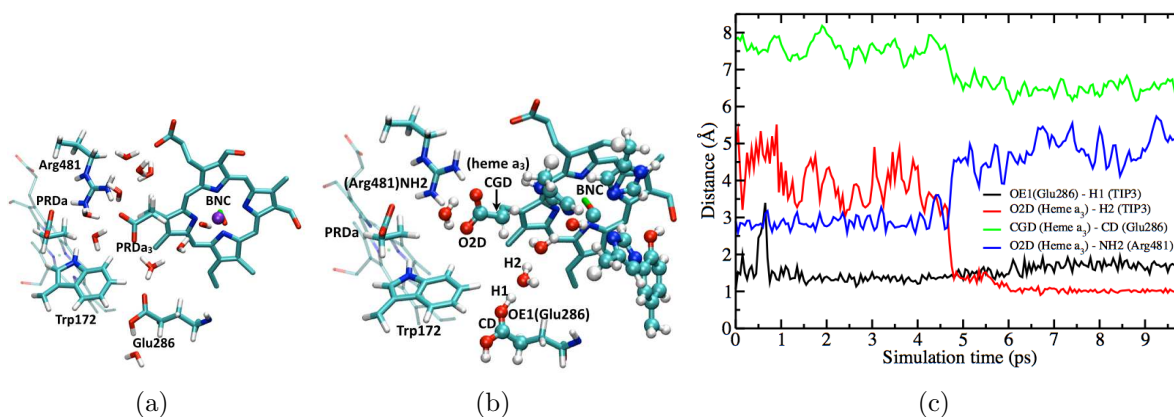 Arg481
PRDa
BNC
PRDa₃
Trp172
Glu286
(a)
(heme a₃)
(Arg481)NH2
CGD
BNC
PRDa
O2D
H2
H1
Trp172
OE1(Glu286)
CD
(b)
8
7
6
5
4
3
2
1
0
Distance (Å)
OE1(Glu286) - H1 (TIP3)
O2D (Heme a₃) - H2 (TIP3)
CGD (Heme a₃) - CD (Glu286)
O2D (Heme a₃) - NH2 (Arg481)
0 1 2 3 4 5 6 7 8 9
Simulation time (ps)
(c)